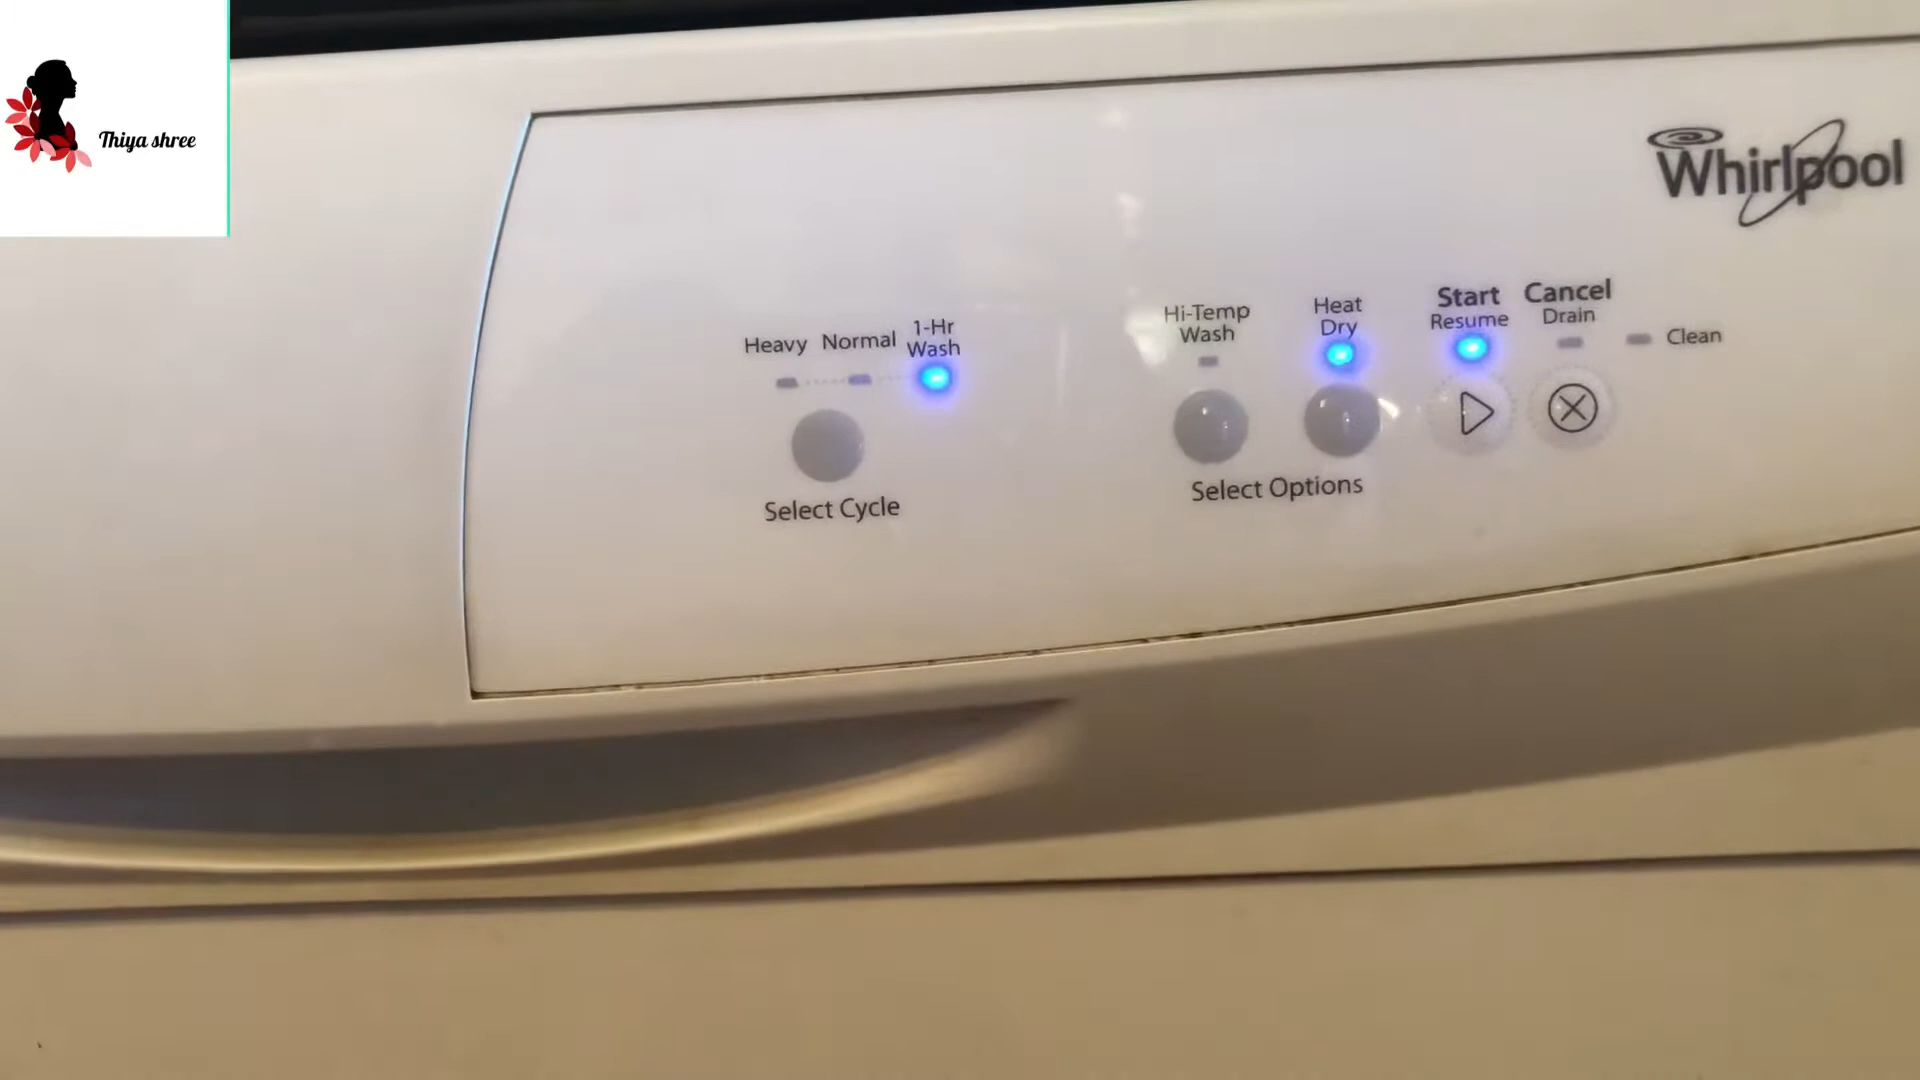 Thiya shree
Whirlpool
Heavy Normal 1-Hr
Wash
Hi-Temp
Wash
Heat
Dry
Start
Resume
Cancel
Drain
Clean
Select Cycle
Select Options